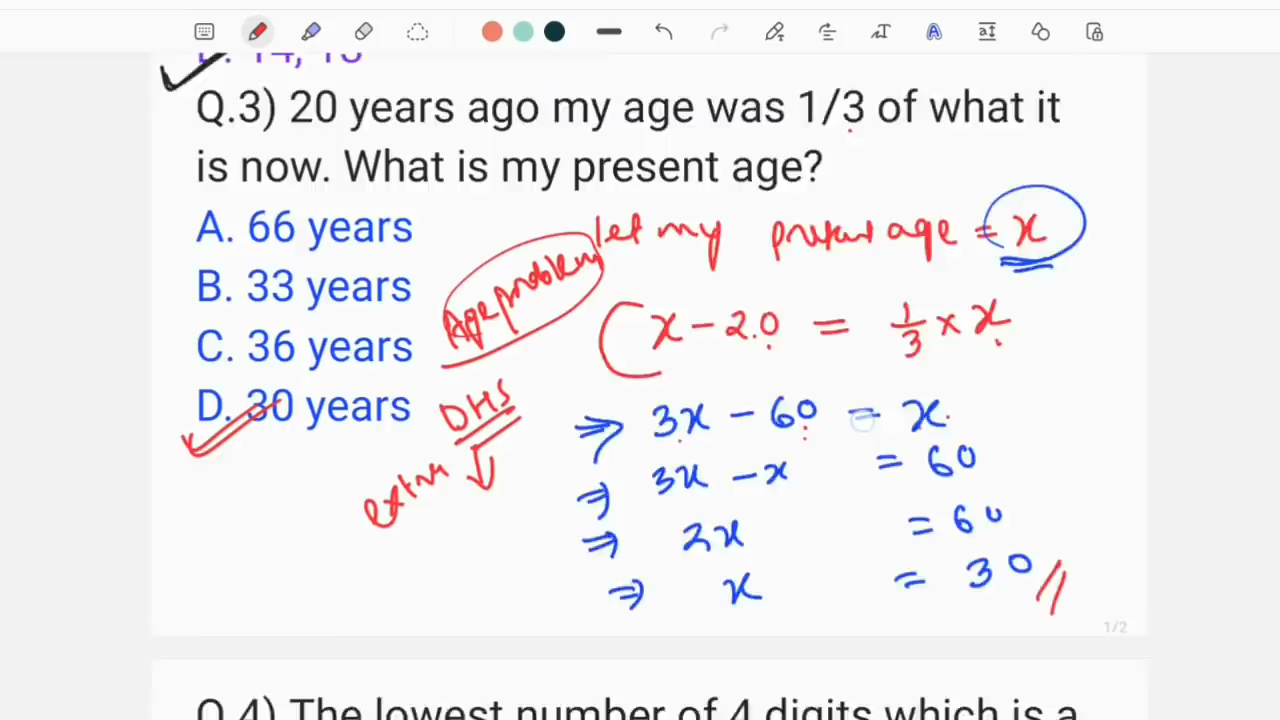 Q.3) 20 years ago my age was 1/3 of what it
is now. What is my present age?
A. 66 years
B. 33 years
C. 36 years
D. 30 years
let my present age = x
Age problem
x - 20 = 1/3 × x
DHS
extra
⇒ 3x - 60 = x
⇒ 3x - x = 60
⇒ 2x = 60
⇒ x = 30 //
1/2
Q.4) The lowest number of 4 digits which is a